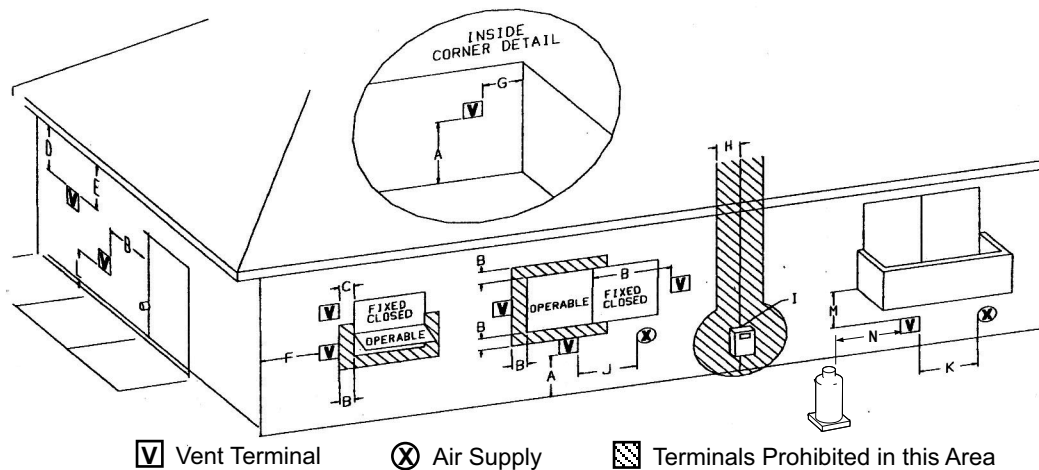 INSIDE
CORNER DETAIL
G
V
A
H
D
E
V
B
V
L
B
C
V
FIXED
CLOSED
OPERABLE
V
F
B
B
V
OPERABLE
B
FIXED
CLOSED
V
B
B
V
A
J
X
I
M
N
V
X
K
V Vent Terminal
X Air Supply
Terminals Prohibited in this Area